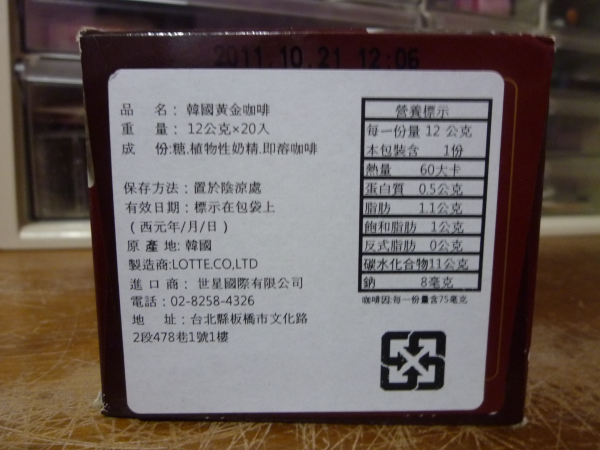 2011.10.21 12:06
品 名: 韓國黃金咖啡
重 量: 12公克×20入
成 份:糖.植物性奶精.即溶咖啡
保存方法: 置於陰涼處
有效日期: 標示在包袋上
(西元年/月/日)
原 產 地: 韓國
製造商:LOTTE.CO,LTD
進 口 商: 世星國際有限公司
電話: 02-8258-4326
地 址: 台北縣板橋市文化路
2段478巷1號1樓
營養標示
每一份量 12 公克
本包裝含 1份
熱量 60大卡
蛋白質 0.5公克
脂肪 1.1公克
飽和脂肪 1公克
反式脂肪 0公克
碳水化合物11公克
鈉 8毫克
咖啡因:每一份量含75毫克